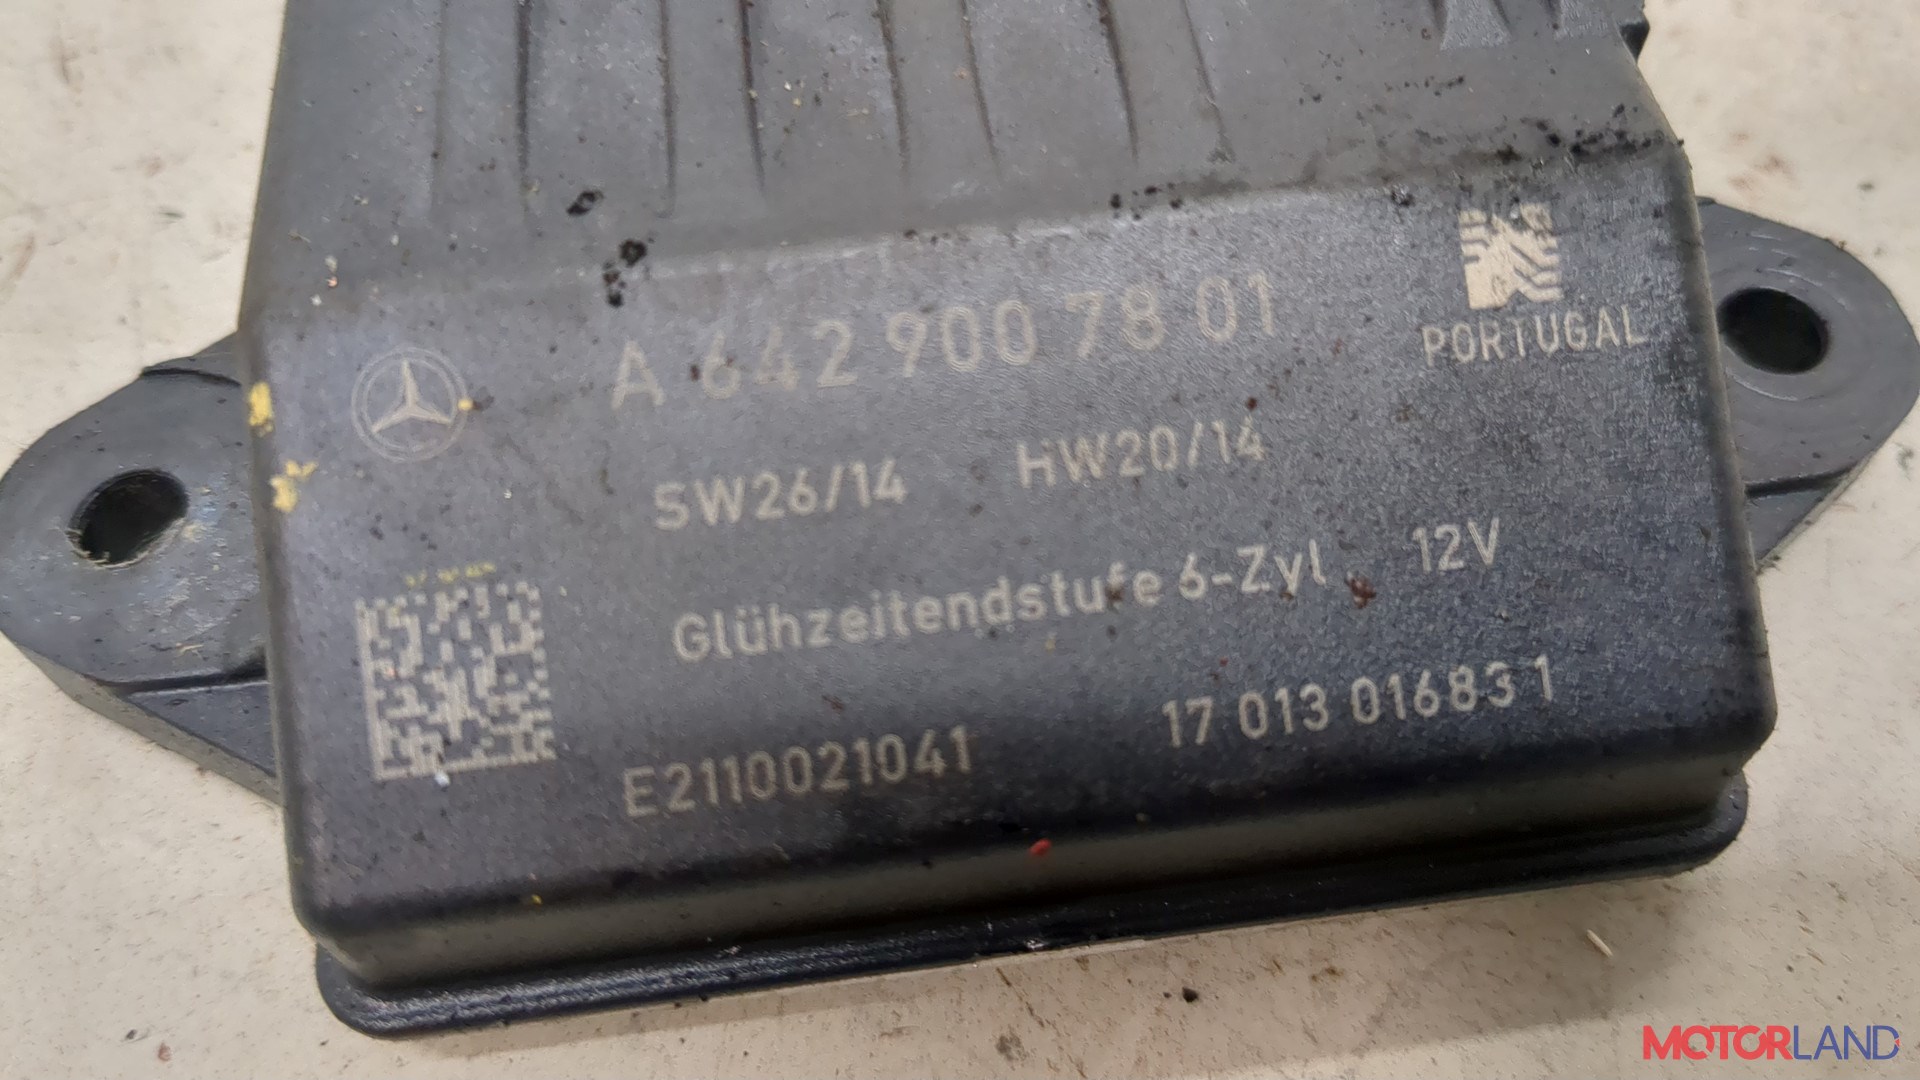 A 642 900 78 01
PORTUGAL
SW26/14 HW20/14
Glühzeitendstufe 6-Zyl 12V
E2110021041 17 013 01683 1
MOTORLAND